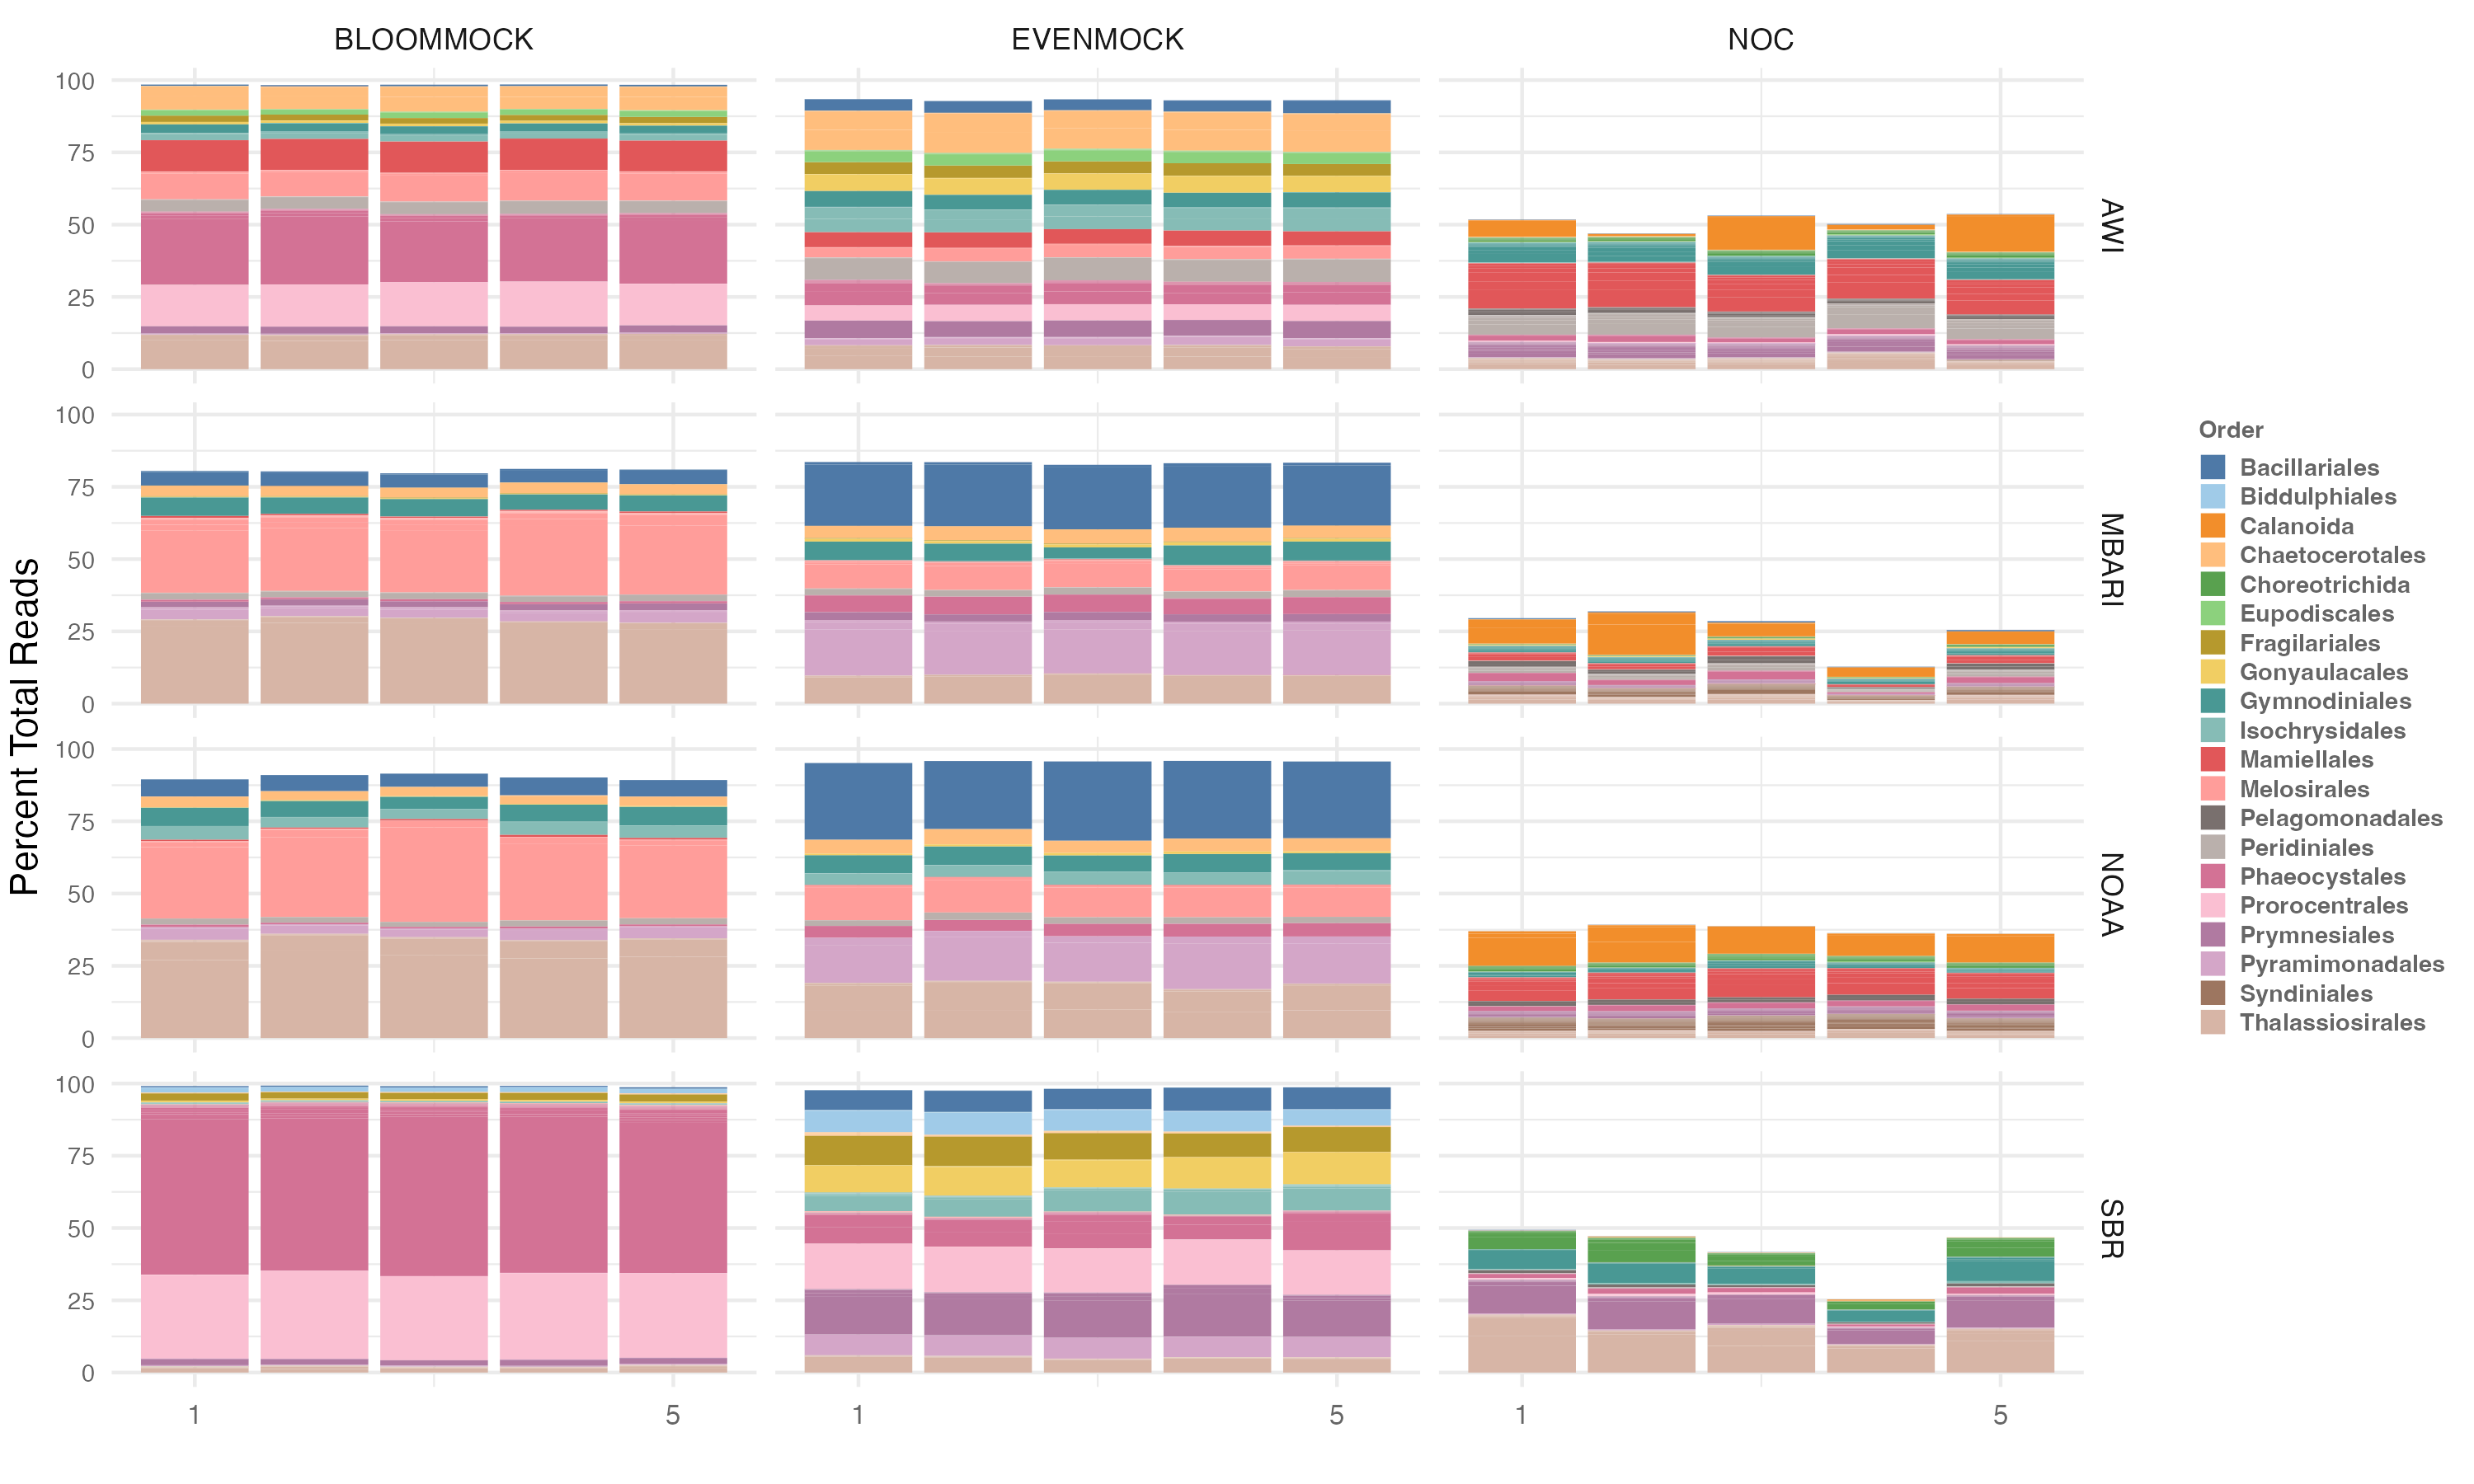 BLOOMMOCK EVENMOCK NOC
Percent Total Reads
100
75
50
25
0
AWI
100
75
50
25
0
MBARI
100
75
50
25
0
NOAA
100
75
50
25
0
SBR
1 5 1 5 1 5
Order
Bacillariales
Biddulphiales
Calanoida
Chaetocerotales
Choreotrichida
Eupodiscales
Fragilariales
Gonyaulacales
Gymnodiniales
Isochrysidales
Mamiellales
Melosirales
Pelagomonadales
Peridiniales
Phaeocystales
Prorocentrales
Prymnesiales
Pyramimonadales
Syndiniales
Thalassiosirales